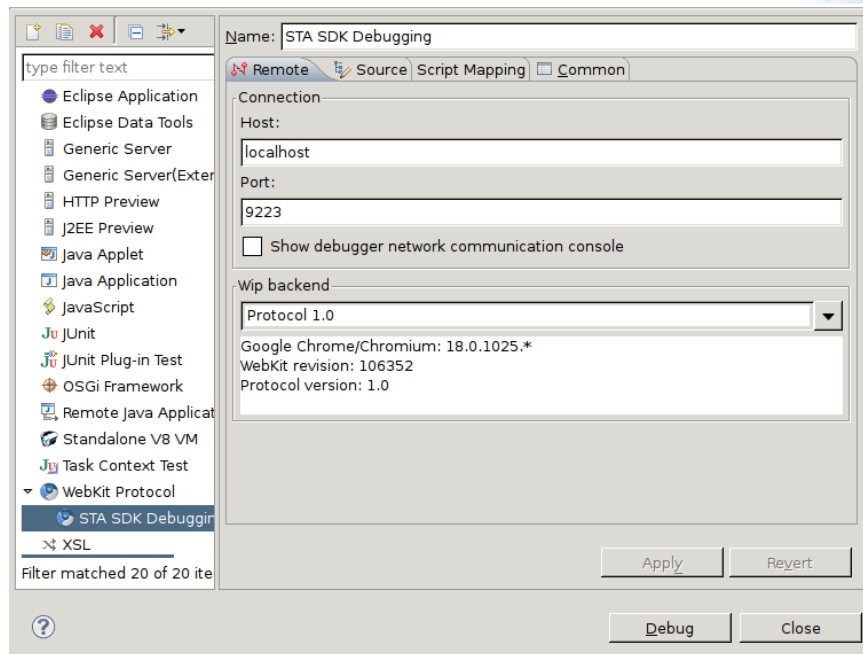 Name: STA SDK Debugging
type filter text
Eclipse Application
Eclipse Data Tools
Generic Server
Generic Server(Exter
HTTP Preview
J2EE Preview
Java Applet
Java Application
JavaScript
JUnit
JUnit Plug-in Test
OSGi Framework
Remote Java Applicat
Standalone V8 VM
Task Context Test
WebKit Protocol
STA SDK Debuggin
XSL
Filter matched 20 of 20 ite
Remote Source Script Mapping Common
Connection
Host:
localhost
Port:
9223
Show debugger network communication console
Wip backend
Protocol 1.0
Google Chrome/Chromium: 18.0.1025.*
WebKit revision: 106352
Protocol version: 1.0
Apply Revert
Debug Close